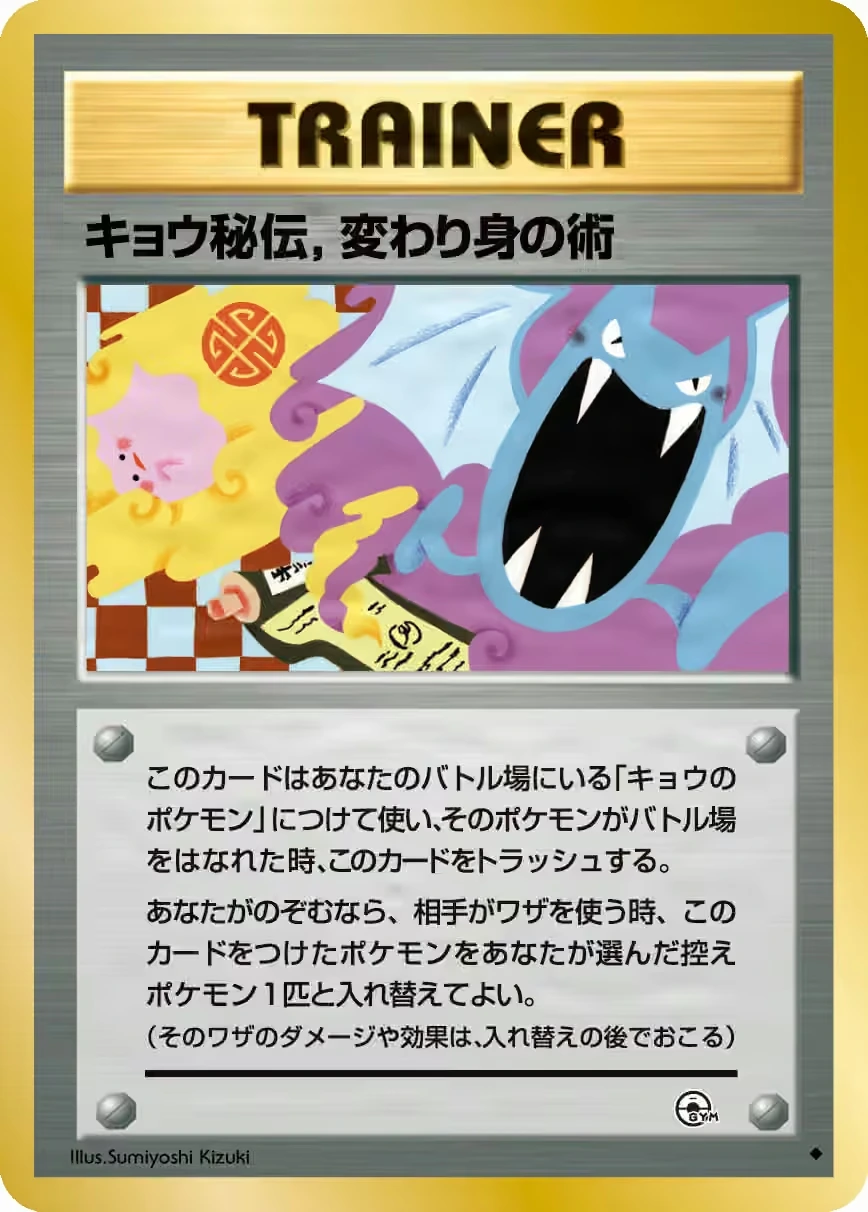 TRAINER
キョウ秘伝, 変わり身の術
このカードはあなたのバトル場にいる「キョウの
ポケモン」につけて使い、そのポケモンがバトル場
をはなれた時、このカードをトラッシュする。
あなたがのぞむなら、相手がワザを使う時、この
カードをつけたポケモンをあなたが選んだ控え
ポケモン1匹と入れ替えてよい。
(そのワザのダメージや効果は、入れ替えの後でおこる)
GYM
Illus.Sumiyoshi Kizuki